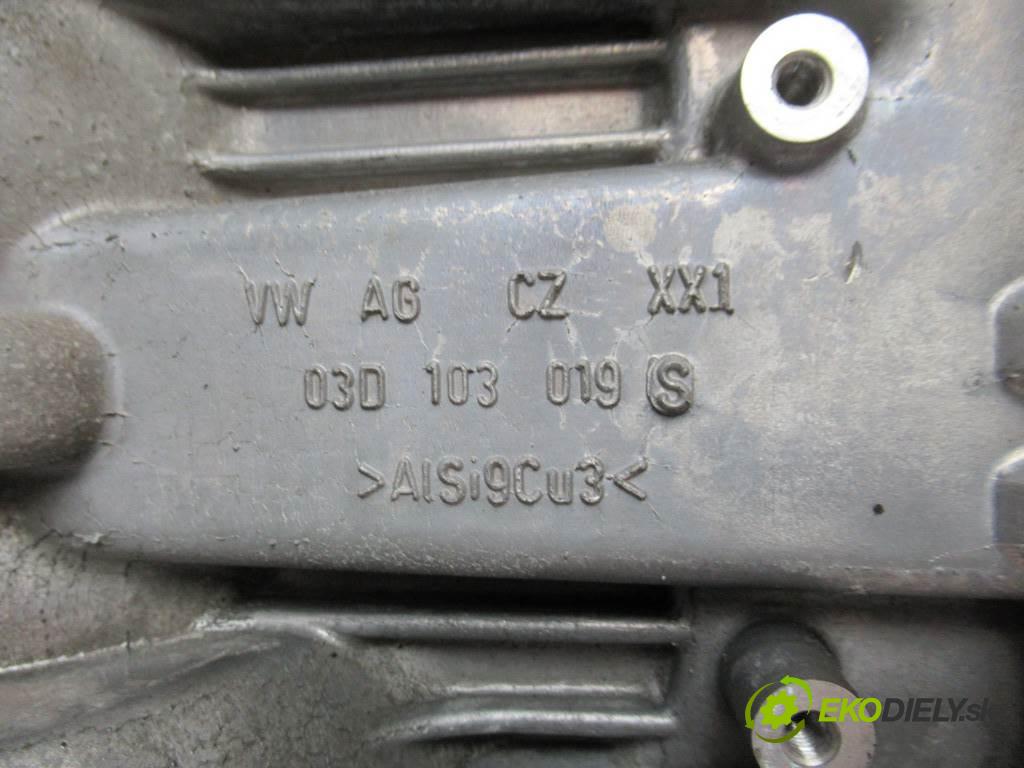 VW AG CZ XX1
03D 103 019 S
>AlSi9Cu3<
EKODIELY.sk